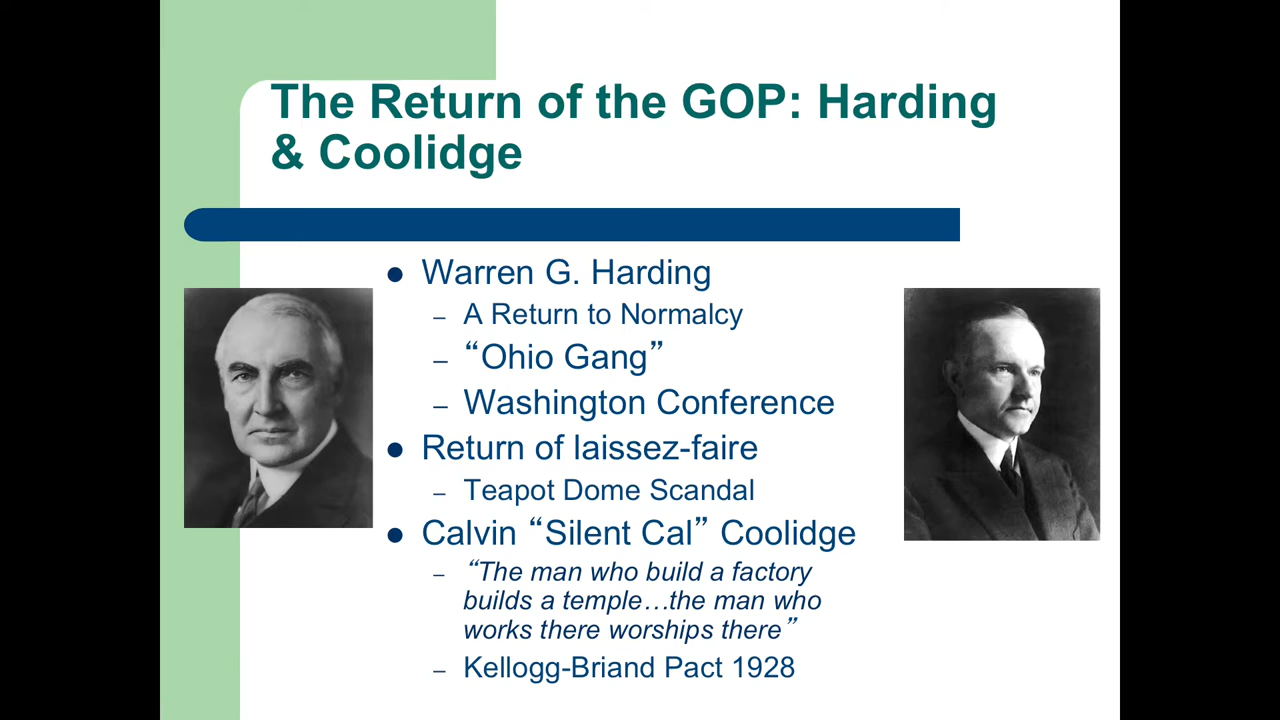 The Return of the GOP: Harding
& Coolidge
● Warren G. Harding
– A Return to Normalcy
– “Ohio Gang”
– Washington Conference
● Return of laissez-faire
– Teapot Dome Scandal
● Calvin “Silent Cal” Coolidge
– “The man who build a factory
builds a temple…the man who
works there worships there”
– Kellogg-Briand Pact 1928